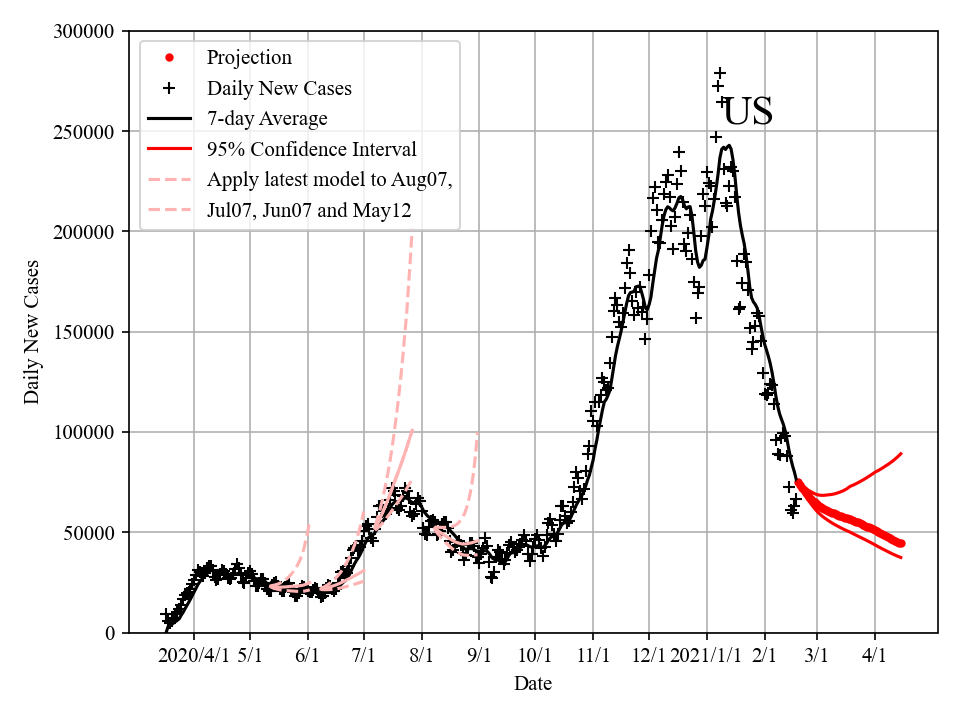 300000
250000
200000
150000
100000
50000
0
Daily New Cases
Projection
Daily New Cases
7-day Average
95% Confidence Interval
Apply latest model to Aug07,
Jul07, Jun07 and May12
US
2020/4/1 5/1 6/1 7/1 8/1 9/1 10/1 11/1 12/1 2021/1/1 2/1 3/1 4/1
Date